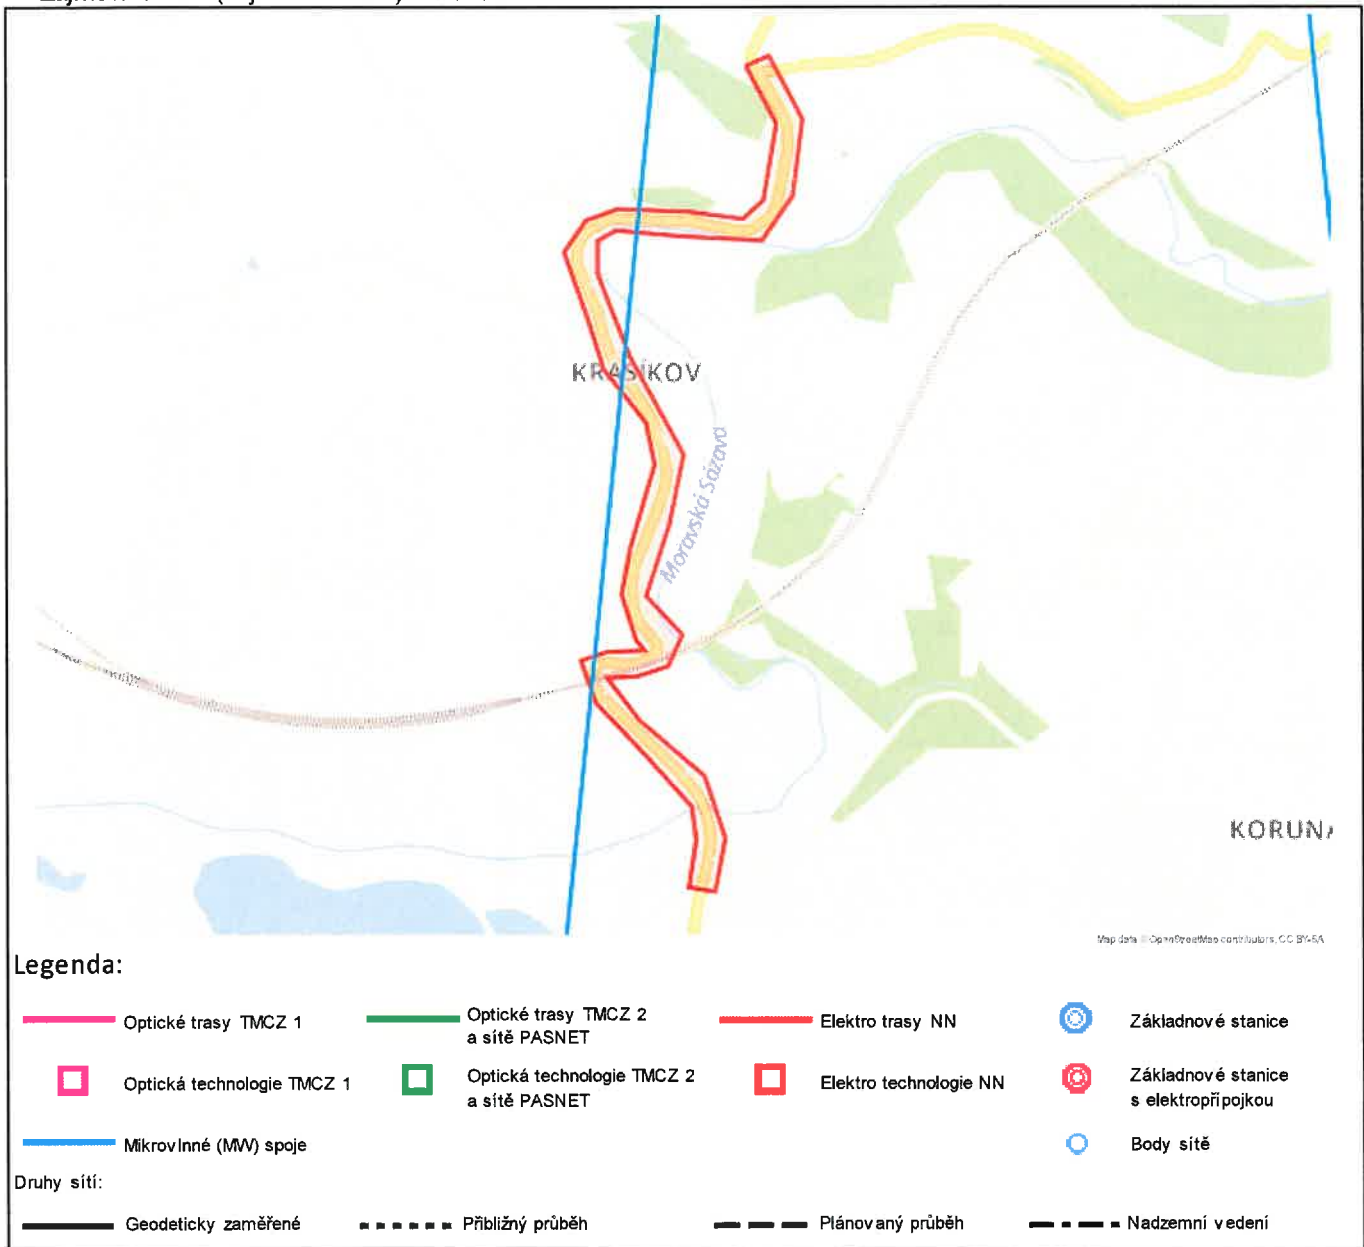 KRASÍKOV
Moravská Sázava
KORUNA
Map data © OpenStreetMap contributors, CC BY-SA
Legenda:
Optické trasy TMCZ 1
Optické trasy TMCZ 2
a sítě PASNET
Elektro trasy NN
Základnové stanice
Optická technologie TMCZ 1
Optická technologie TMCZ 2
a sítě PASNET
Elektro technologie NN
Základnové stanice
s elektropřípojkou
Mikrovlnné (MW) spoje
Body sítě
Druhy sítí:
Geodeticky zaměřené
Přibližný průběh
Plánovaný průběh
Nadzemní vedení